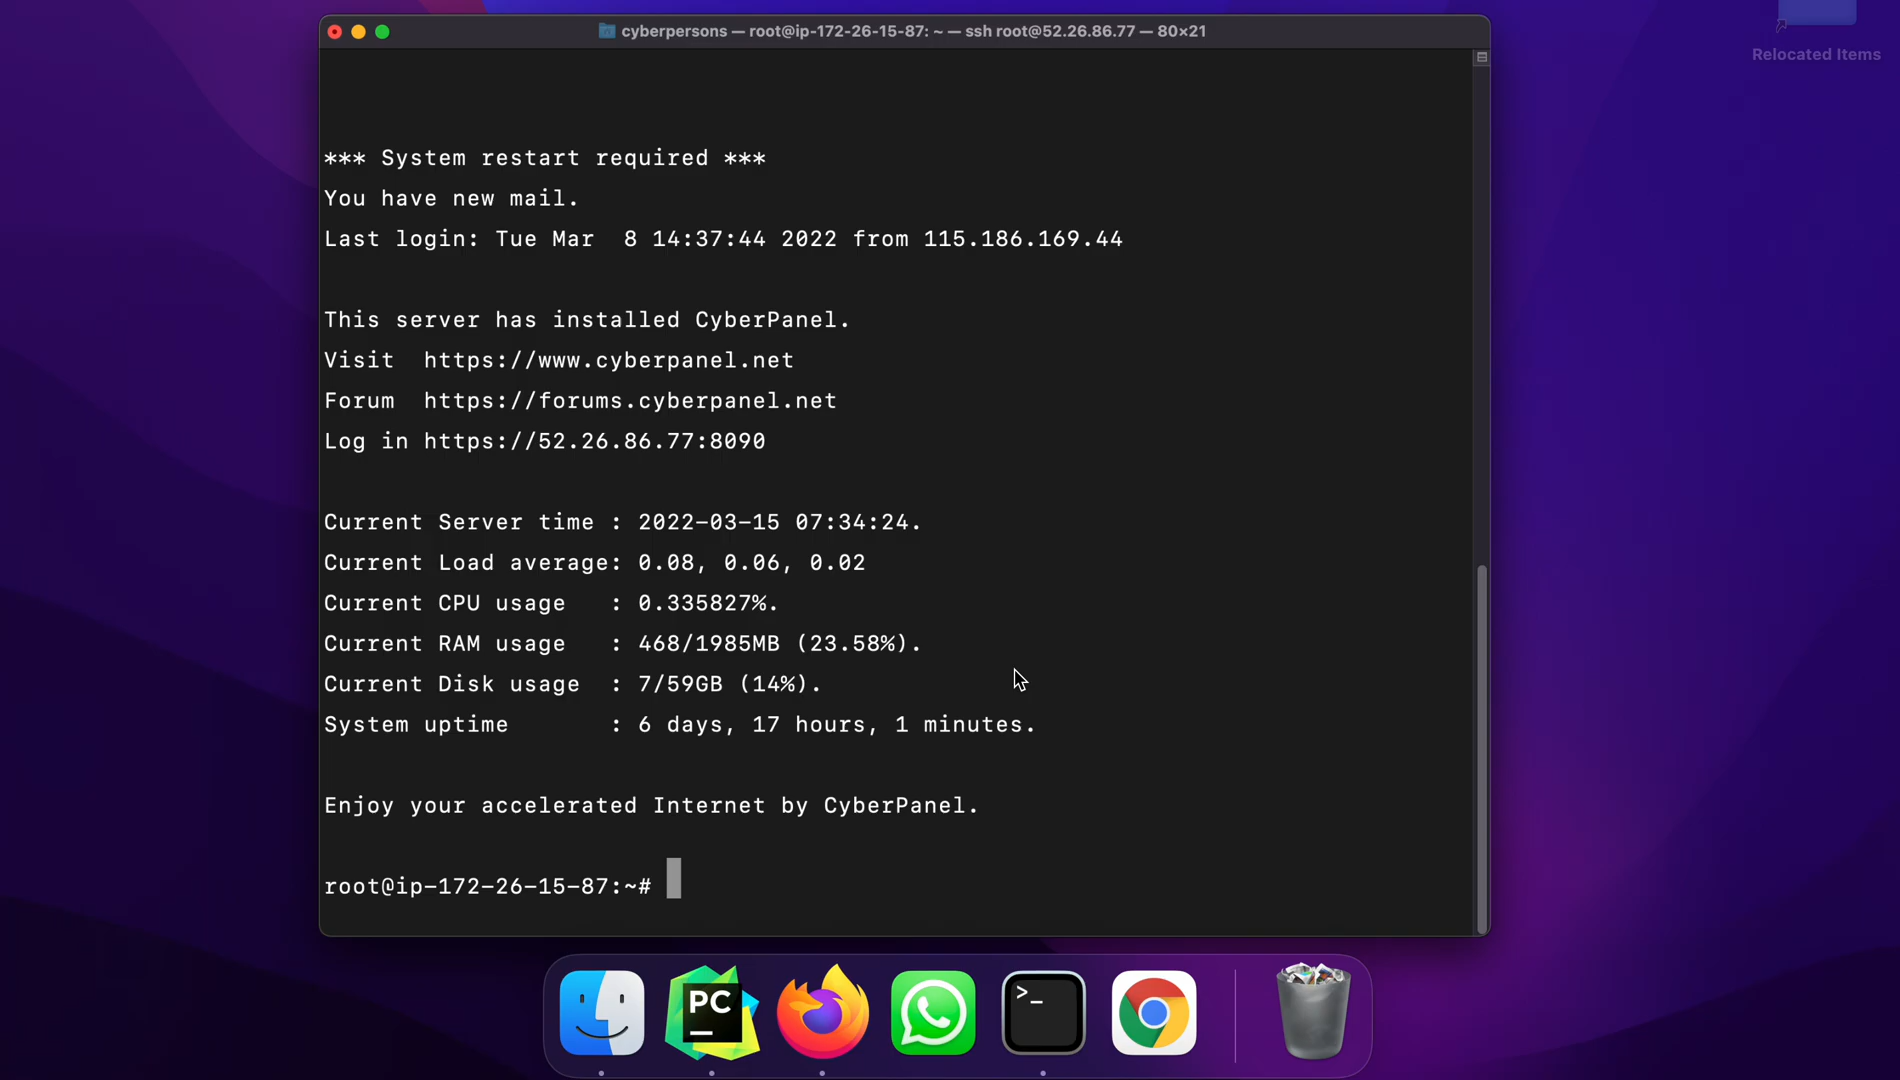 cyberpersons — root@ip-172-26-15-87: ~ — ssh root@52.26.86.77 — 80×21
Relocated Items
*** System restart required ***
You have new mail.
Last login: Tue Mar  8 14:37:44 2022 from 115.186.169.44
This server has installed CyberPanel.
Visit  https://www.cyberpanel.net
Forum  https://forums.cyberpanel.net
Log in https://52.26.86.77:8090
Current Server time : 2022-03-15 07:34:24.
Current Load average: 0.08, 0.06, 0.02
Current CPU usage   : 0.335827%.
Current RAM usage   : 468/1985MB (23.58%).
Current Disk usage  : 7/59GB (14%).
System uptime       : 6 days, 17 hours, 1 minutes.
Enjoy your accelerated Internet by CyberPanel.
root@ip-172-26-15-87:~#
PC
>_